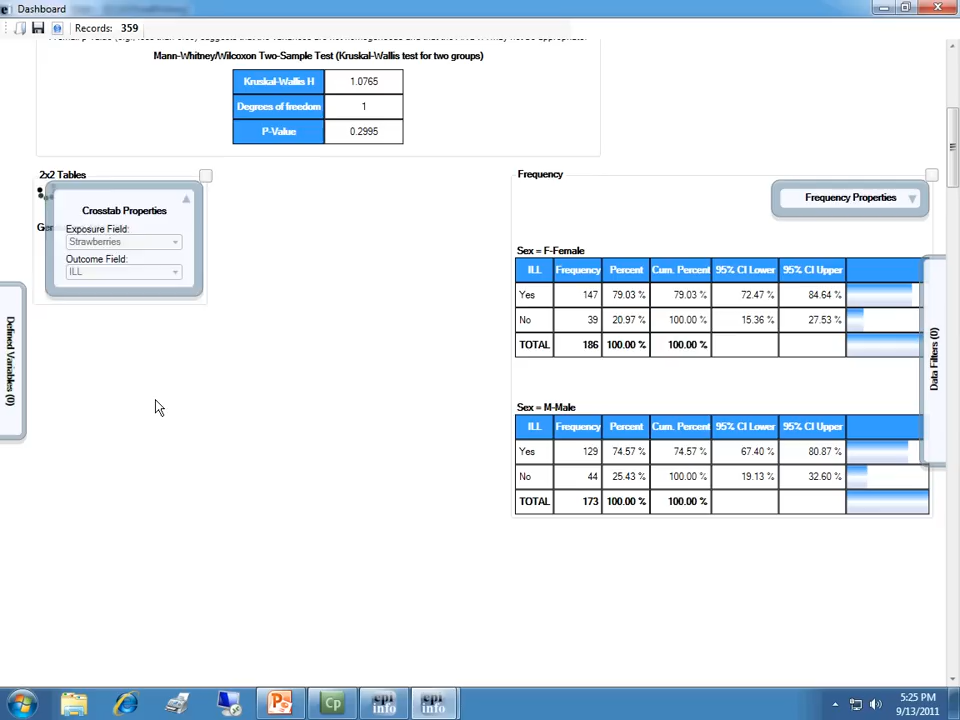 Dashboard
Records: 359
Mann-Whitney/Wilcoxon Two-Sample Test (Kruskal-Wallis test for two groups)
Kruskal-Wallis H 1.0765
Degrees of freedom 1
P-Value 0.2995
2x2 Tables
Crosstab Properties
Exposure Field:
Strawberries
Outcome Field:
ILL
Frequency
Frequency Properties
Sex = F-Female
ILL Frequency Percent Cum. Percent 95% CI Lower 95% CI Upper
Yes 147 79.03 % 79.03 % 72.47 % 84.64 %
No 39 20.97 % 100.00 % 15.36 % 27.53 %
TOTAL 186 100.00 % 100.00 %
Sex = M-Male
ILL Frequency Percent Cum. Percent 95% CI Lower 95% CI Upper
Yes 129 74.57 % 74.57 % 67.40 % 80.87 %
No 44 25.43 % 100.00 % 19.13 % 32.60 %
TOTAL 173 100.00 % 100.00 %
Defined Variables (0)
Data Filters (0)
Cp
epi info
epi info
5:25 PM
9/13/2011